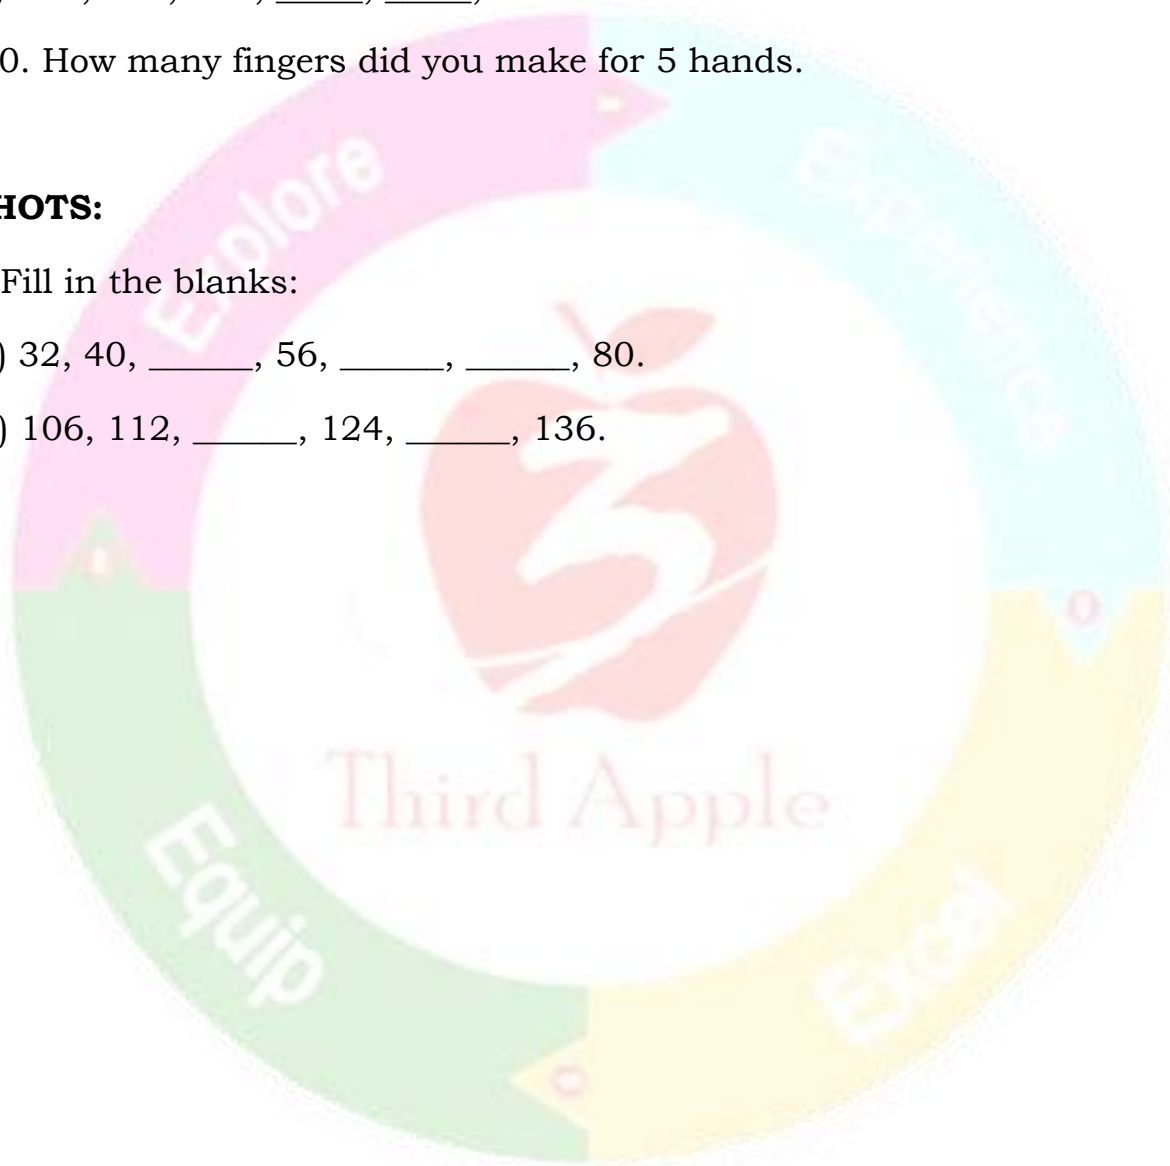 0. How many fingers did you make for 5 hands.
HOTS:
Fill in the blanks:
) 32, 40, ______, 56, ______, ______, 80.
) 106, 112, ______, 124, ______, 136.
Explore
Experience
Third Apple
Equip
Excel